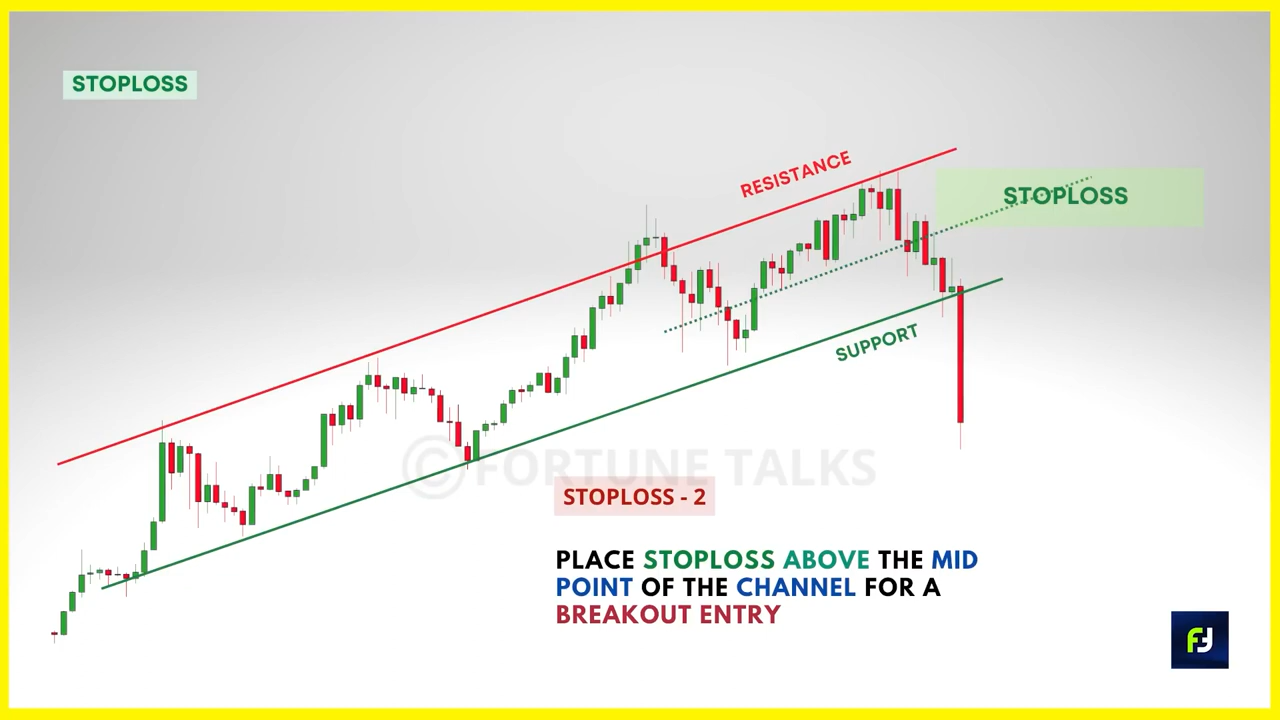 STOPLOSS
RESISTANCE
STOPLOSS
SUPPORT
© FORTUNE TALKS
STOPLOSS - 2
PLACE STOPLOSS ABOVE THE MID
POINT OF THE CHANNEL FOR A
BREAKOUT ENTRY